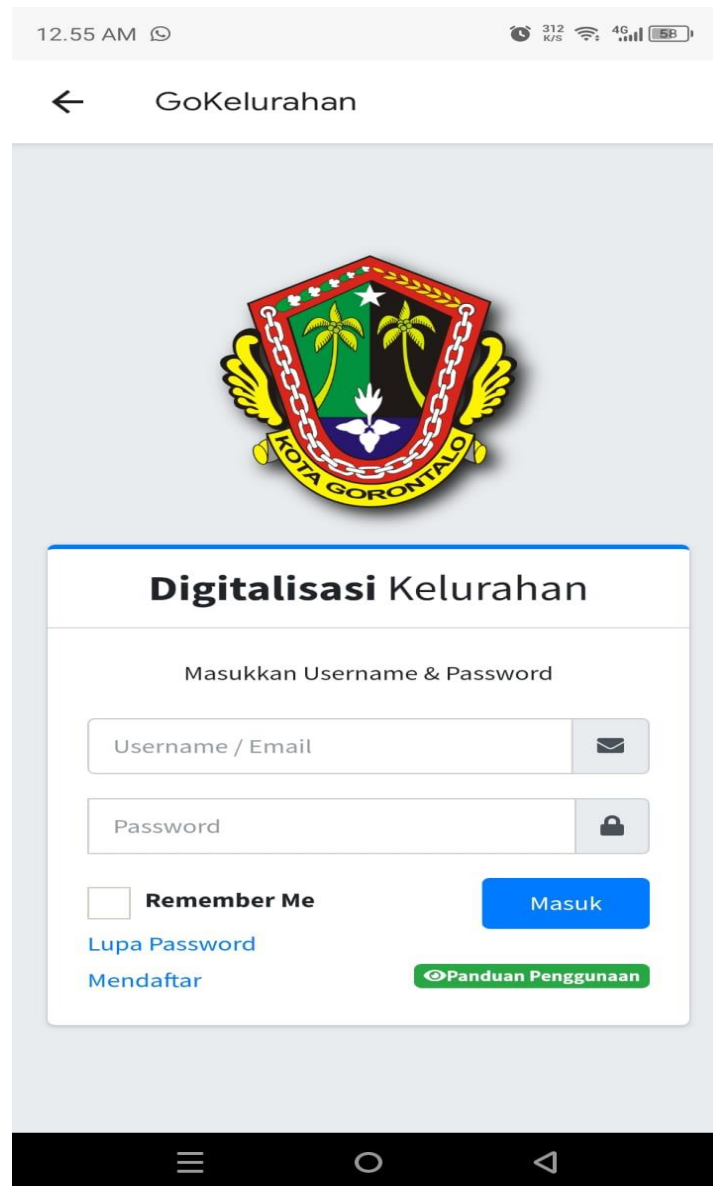 12.55 AM
312
K/S
4G
58
GoKelurahan
KOTA GORONTALO
Digitalisasi Kelurahan
Masukkan Username & Password
Username / Email
Password
Remember Me
Masuk
Lupa Password
Mendaftar
Panduan Penggunaan